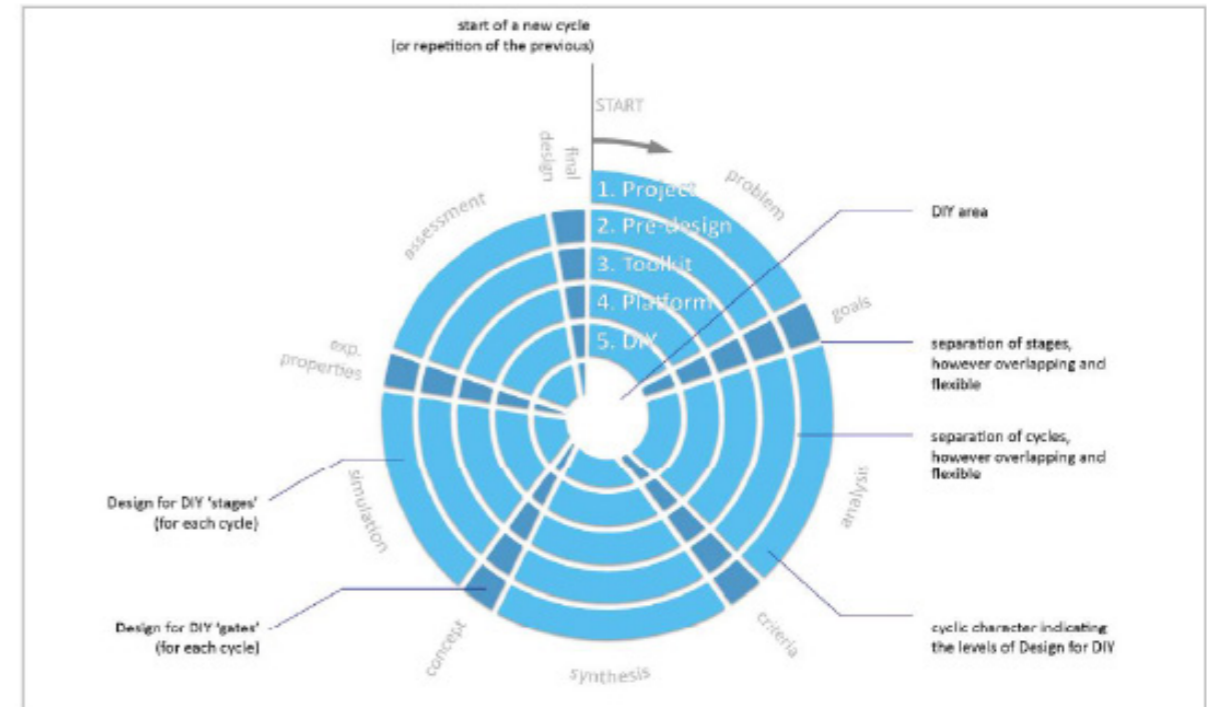 start of a new cycle
(or repetition of the previous)
START
final
design
problem
1. Project
2. Pre-design
3. Toolkit
4. Platform
5. DIY
assessment
goals
exp.
properties
analysis
simulation
criteria
concept
synthesis
DIY area
separation of stages,
however overlapping and
flexible
separation of cycles,
however overlapping and
flexible
cyclic character indicating
the levels of Design for DIY
Design for DIY 'stages'
(for each cycle)
Design for DIY 'gates'
(for each cycle)